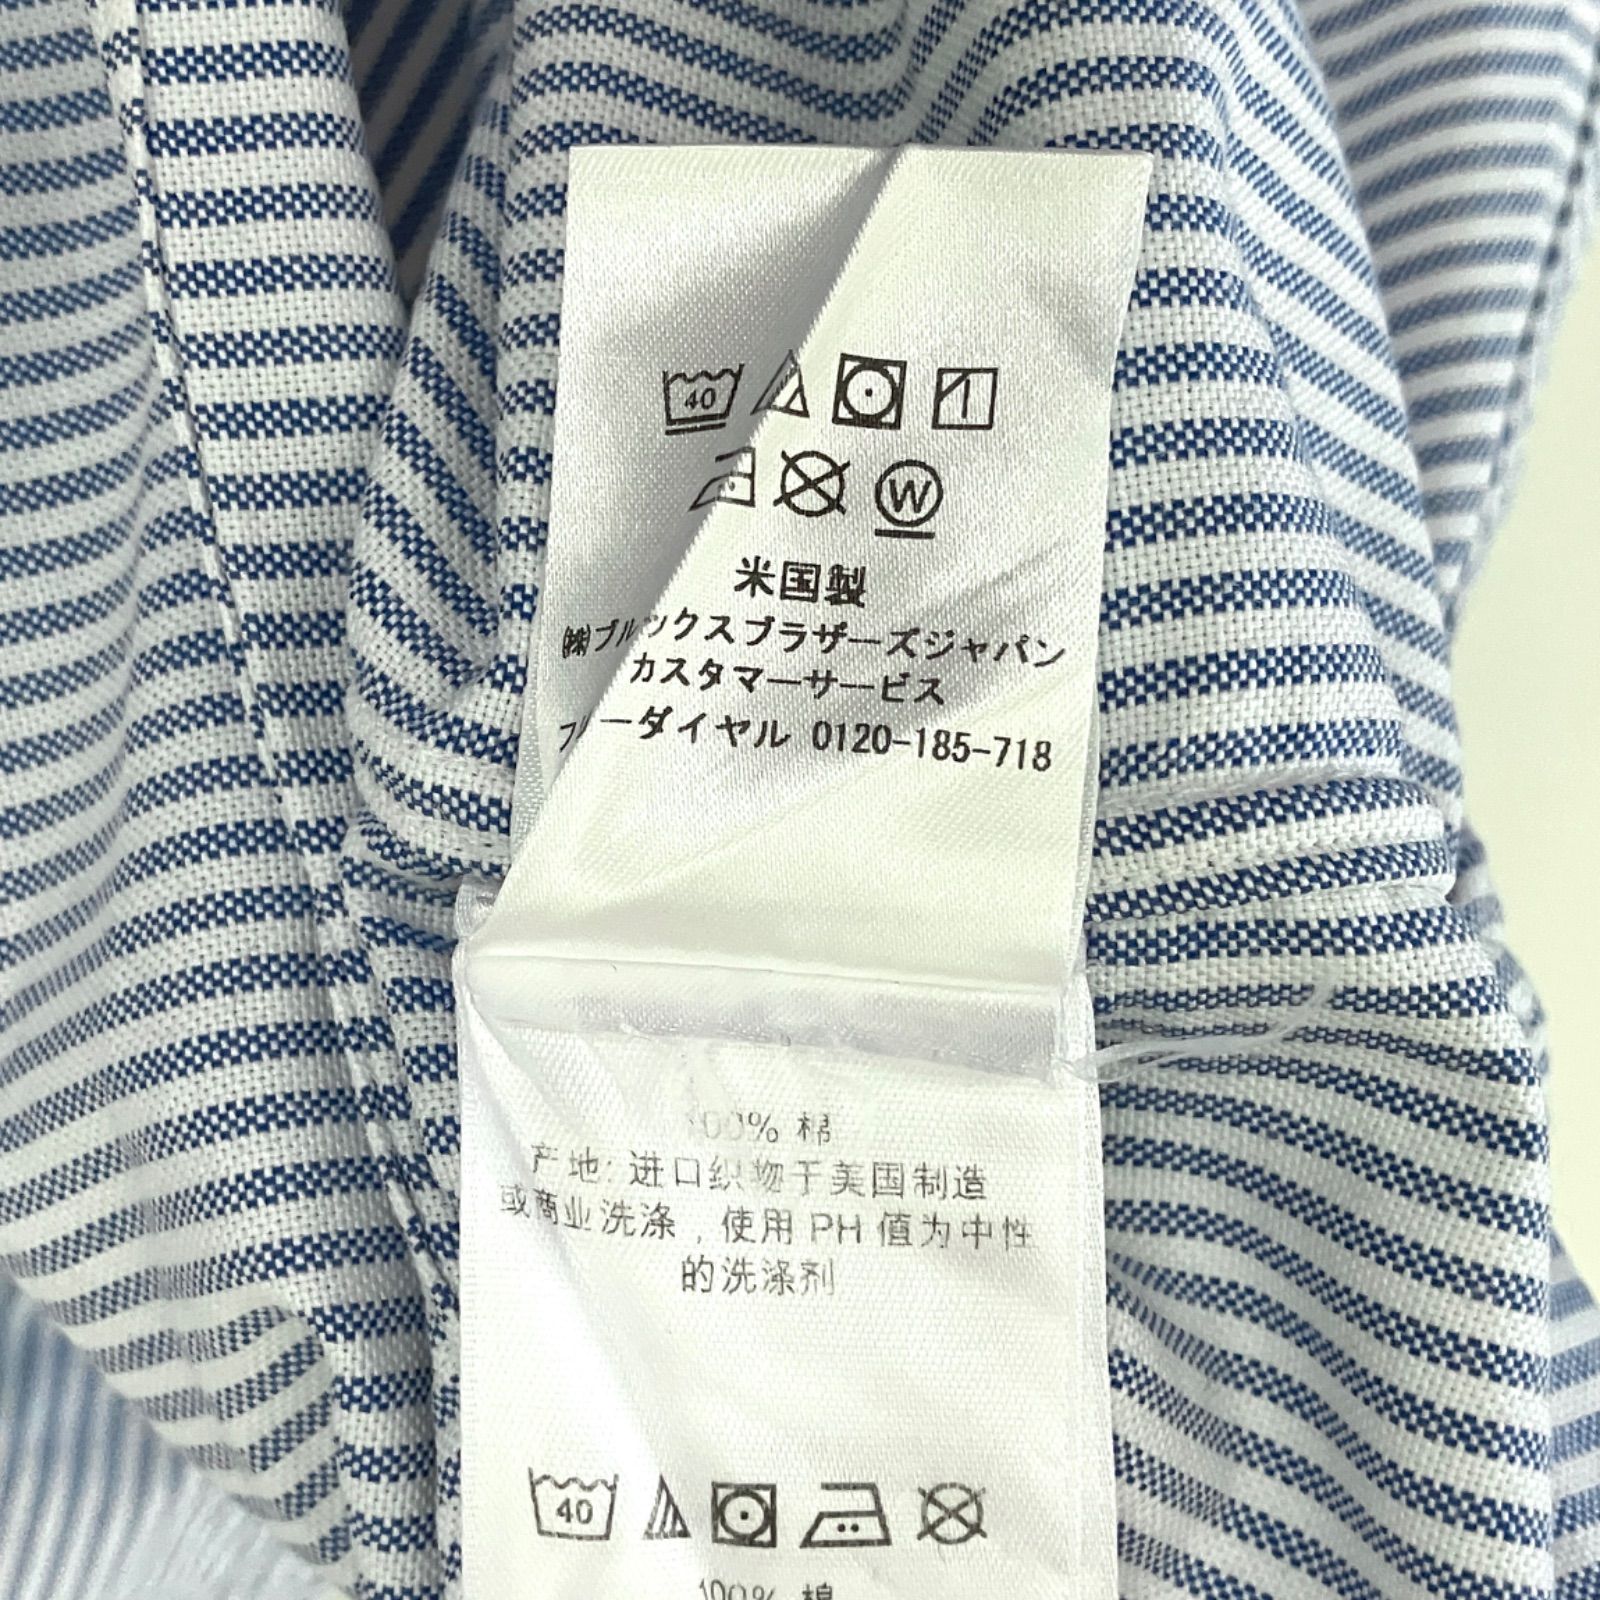 40
W
米国製
㈱ブルックスブラザーズジャパン
カスタマーサービス
フリーダイヤル 0120-185-718
100% 棉
产地: 进口织物于美国制造
或商业洗涤，使用 PH 值为中性
的洗涤剂
40
100% 棉